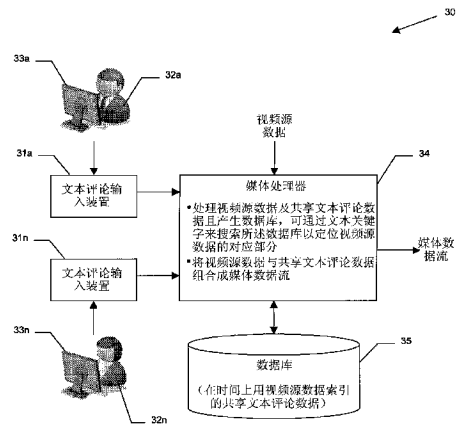 30
33a
32a
视频源
数据
31a
34
文本评论输
入装置
媒体处理器
•处理视频源数据及共享文本评论数
据且产生数据库，可通过文本关键
字来搜索所述数据库以定位视频源
数据的对应部分
•将视频源数据与共享文本评论数据
组合成媒体数据流
媒体数
据流
31n
文本评论输
入装置
33n
32n
35
数据库
（在时间上用视频源数据索引
的共享文本评论数据）